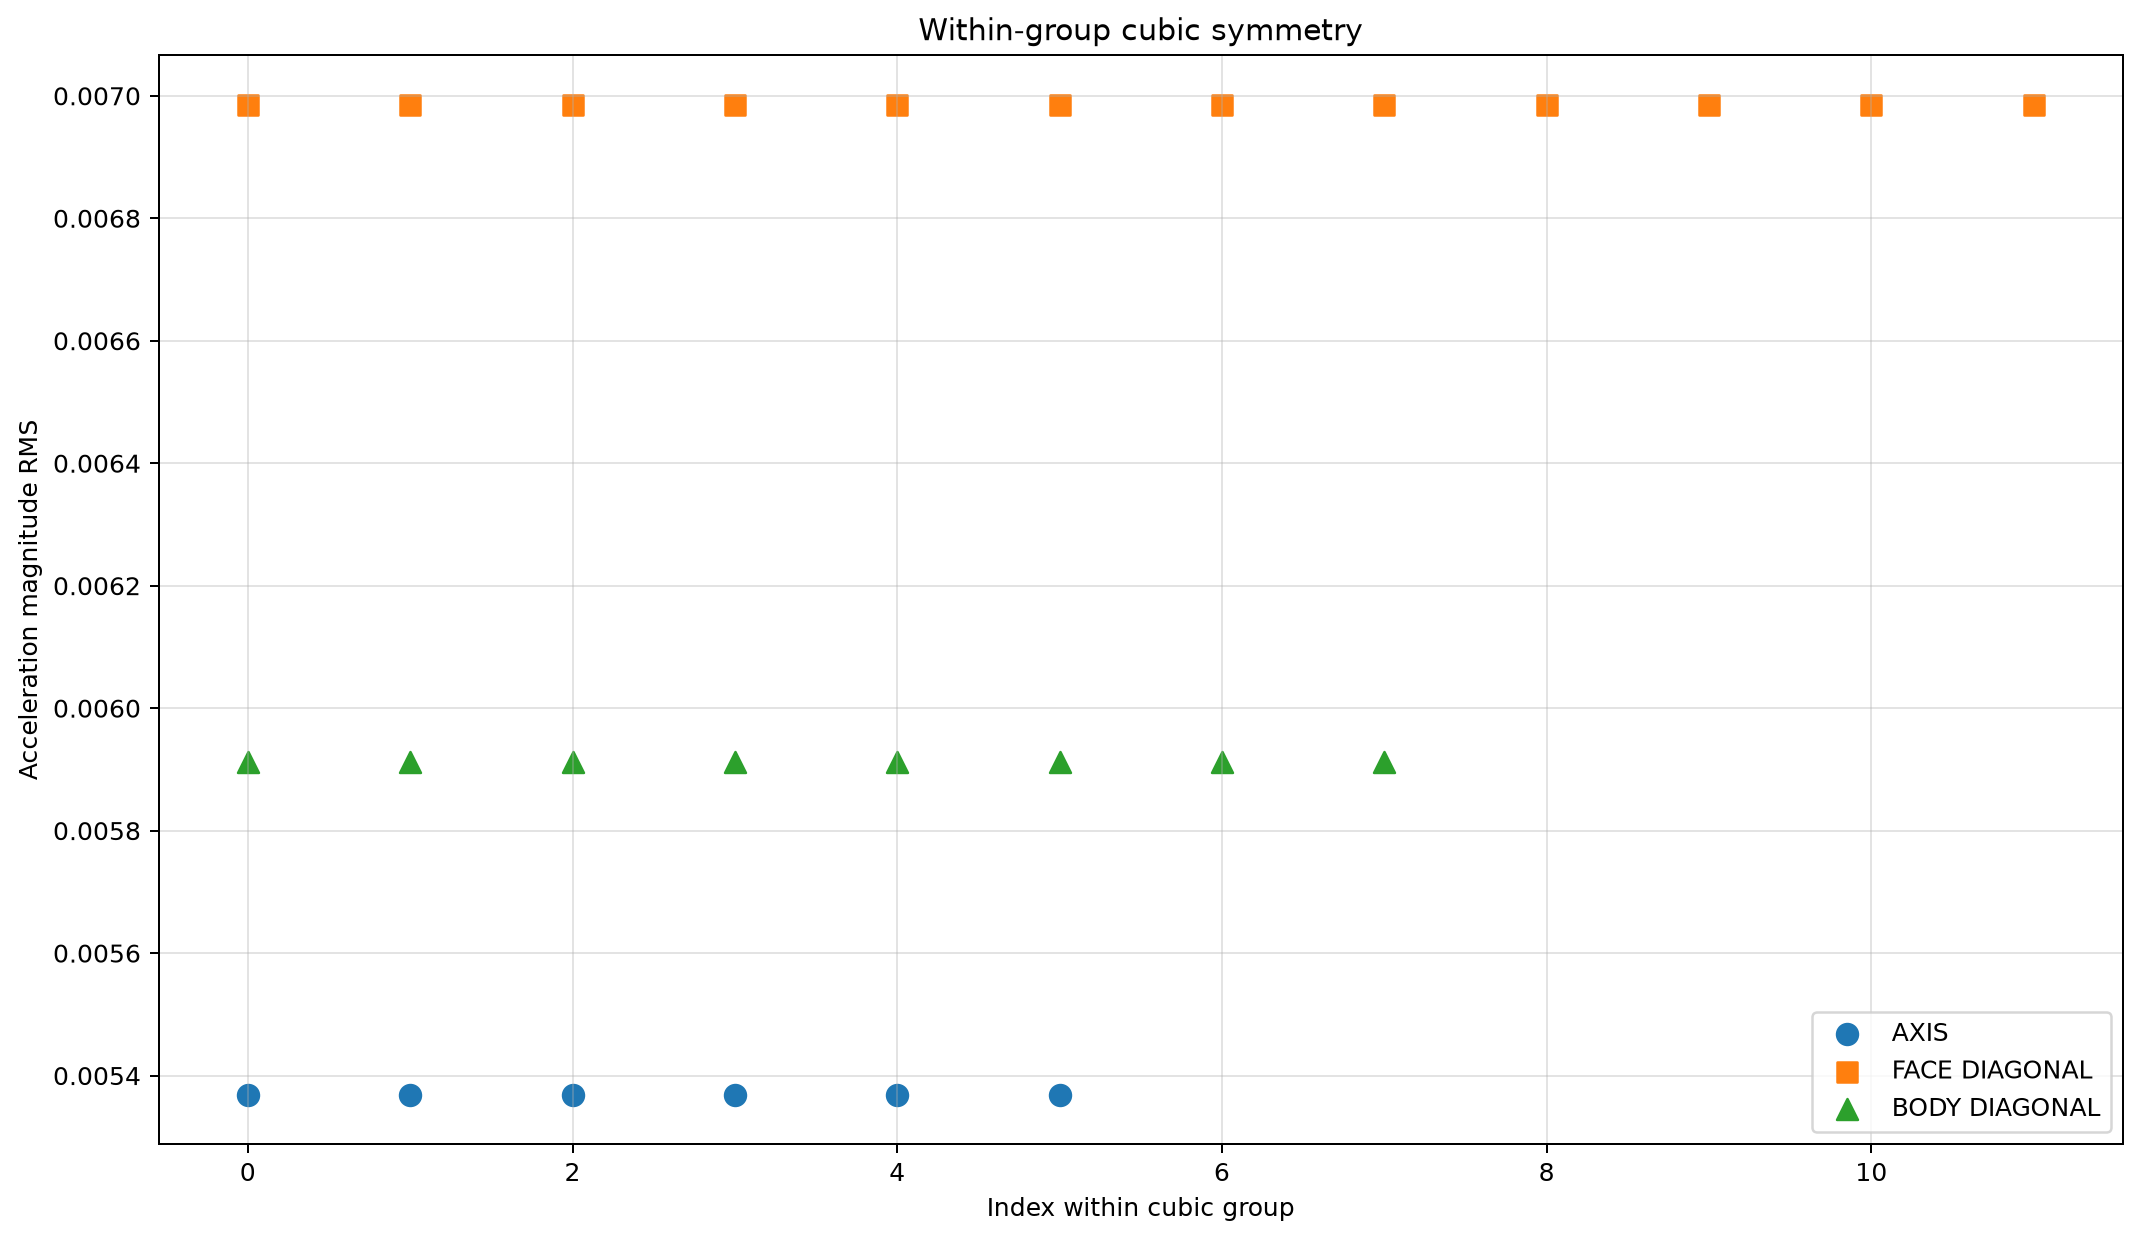 Within-group cubic symmetry
Acceleration magnitude RMS
0.0070
0.0068
0.0066
0.0064
0.0062
0.0060
0.0058
0.0056
0.0054
0 2 4 6 8 10
Index within cubic group
AXIS
FACE DIAGONAL
BODY DIAGONAL